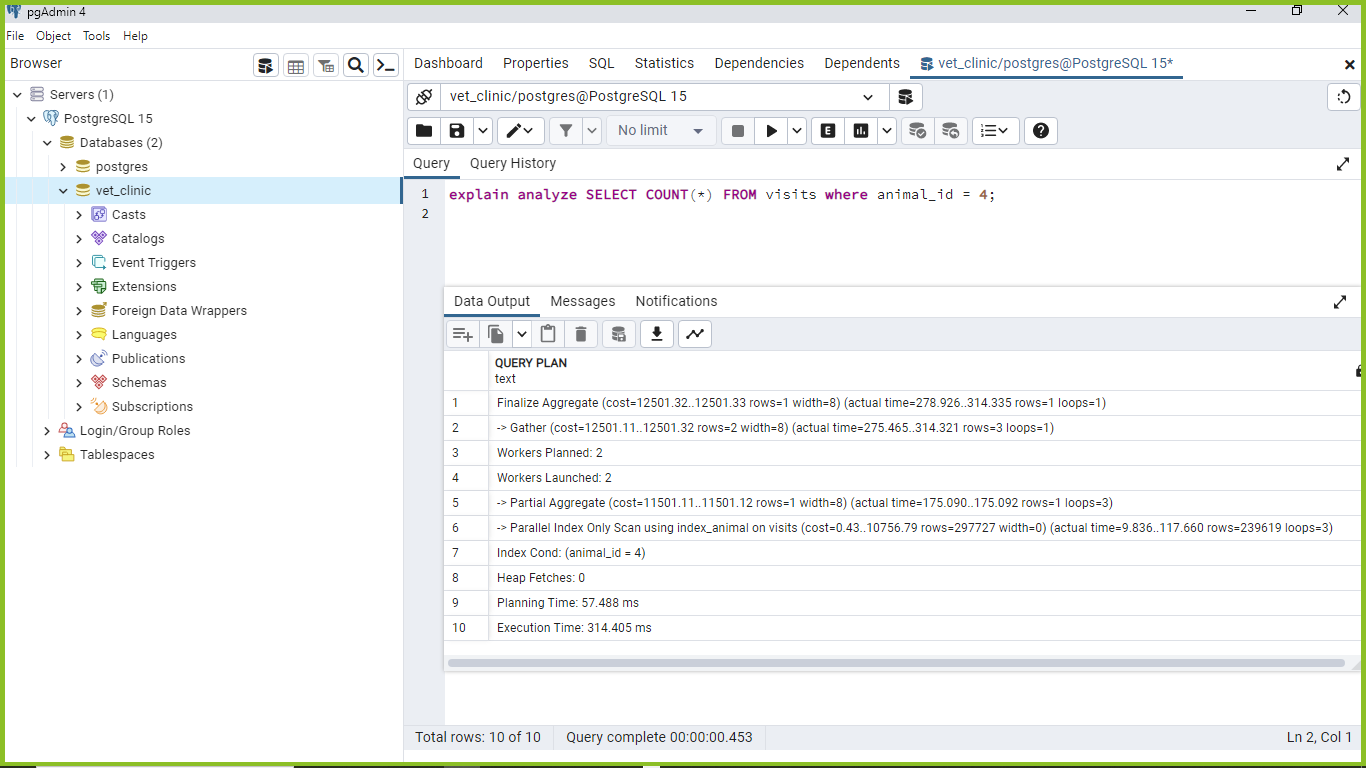 pgAdmin 4
File Object Tools Help
Browser
Servers (1)
PostgreSQL 15
Databases (2)
postgres
vet_clinic
Casts
Catalogs
Event Triggers
Extensions
Foreign Data Wrappers
Languages
Publications
Schemas
Subscriptions
Login/Group Roles
Tablespaces
Dashboard Properties SQL Statistics Dependencies Dependents vet_clinic/postgres@PostgreSQL 15*
vet_clinic/postgres@PostgreSQL 15
No limit E
Query Query History
1 explain analyze SELECT COUNT(*) FROM visits where animal_id = 4;
2
Data Output Messages Notifications
QUERY PLAN
text
1 Finalize Aggregate (cost=12501.32..12501.33 rows=1 width=8) (actual time=278.926..314.335 rows=1 loops=1)
2 -> Gather (cost=12501.11..12501.32 rows=2 width=8) (actual time=275.465..314.321 rows=3 loops=1)
3 Workers Planned: 2
4 Workers Launched: 2
5 -> Partial Aggregate (cost=11501.11..11501.12 rows=1 width=8) (actual time=175.090..175.092 rows=1 loops=3)
6 -> Parallel Index Only Scan using index_animal on visits (cost=0.43..10756.79 rows=297727 width=0) (actual time=9.836..117.660 rows=239619 loops=3)
7 Index Cond: (animal_id = 4)
8 Heap Fetches: 0
9 Planning Time: 57.488 ms
10 Execution Time: 314.405 ms
Total rows: 10 of 10 Query complete 00:00:00.453 Ln 2, Col 1